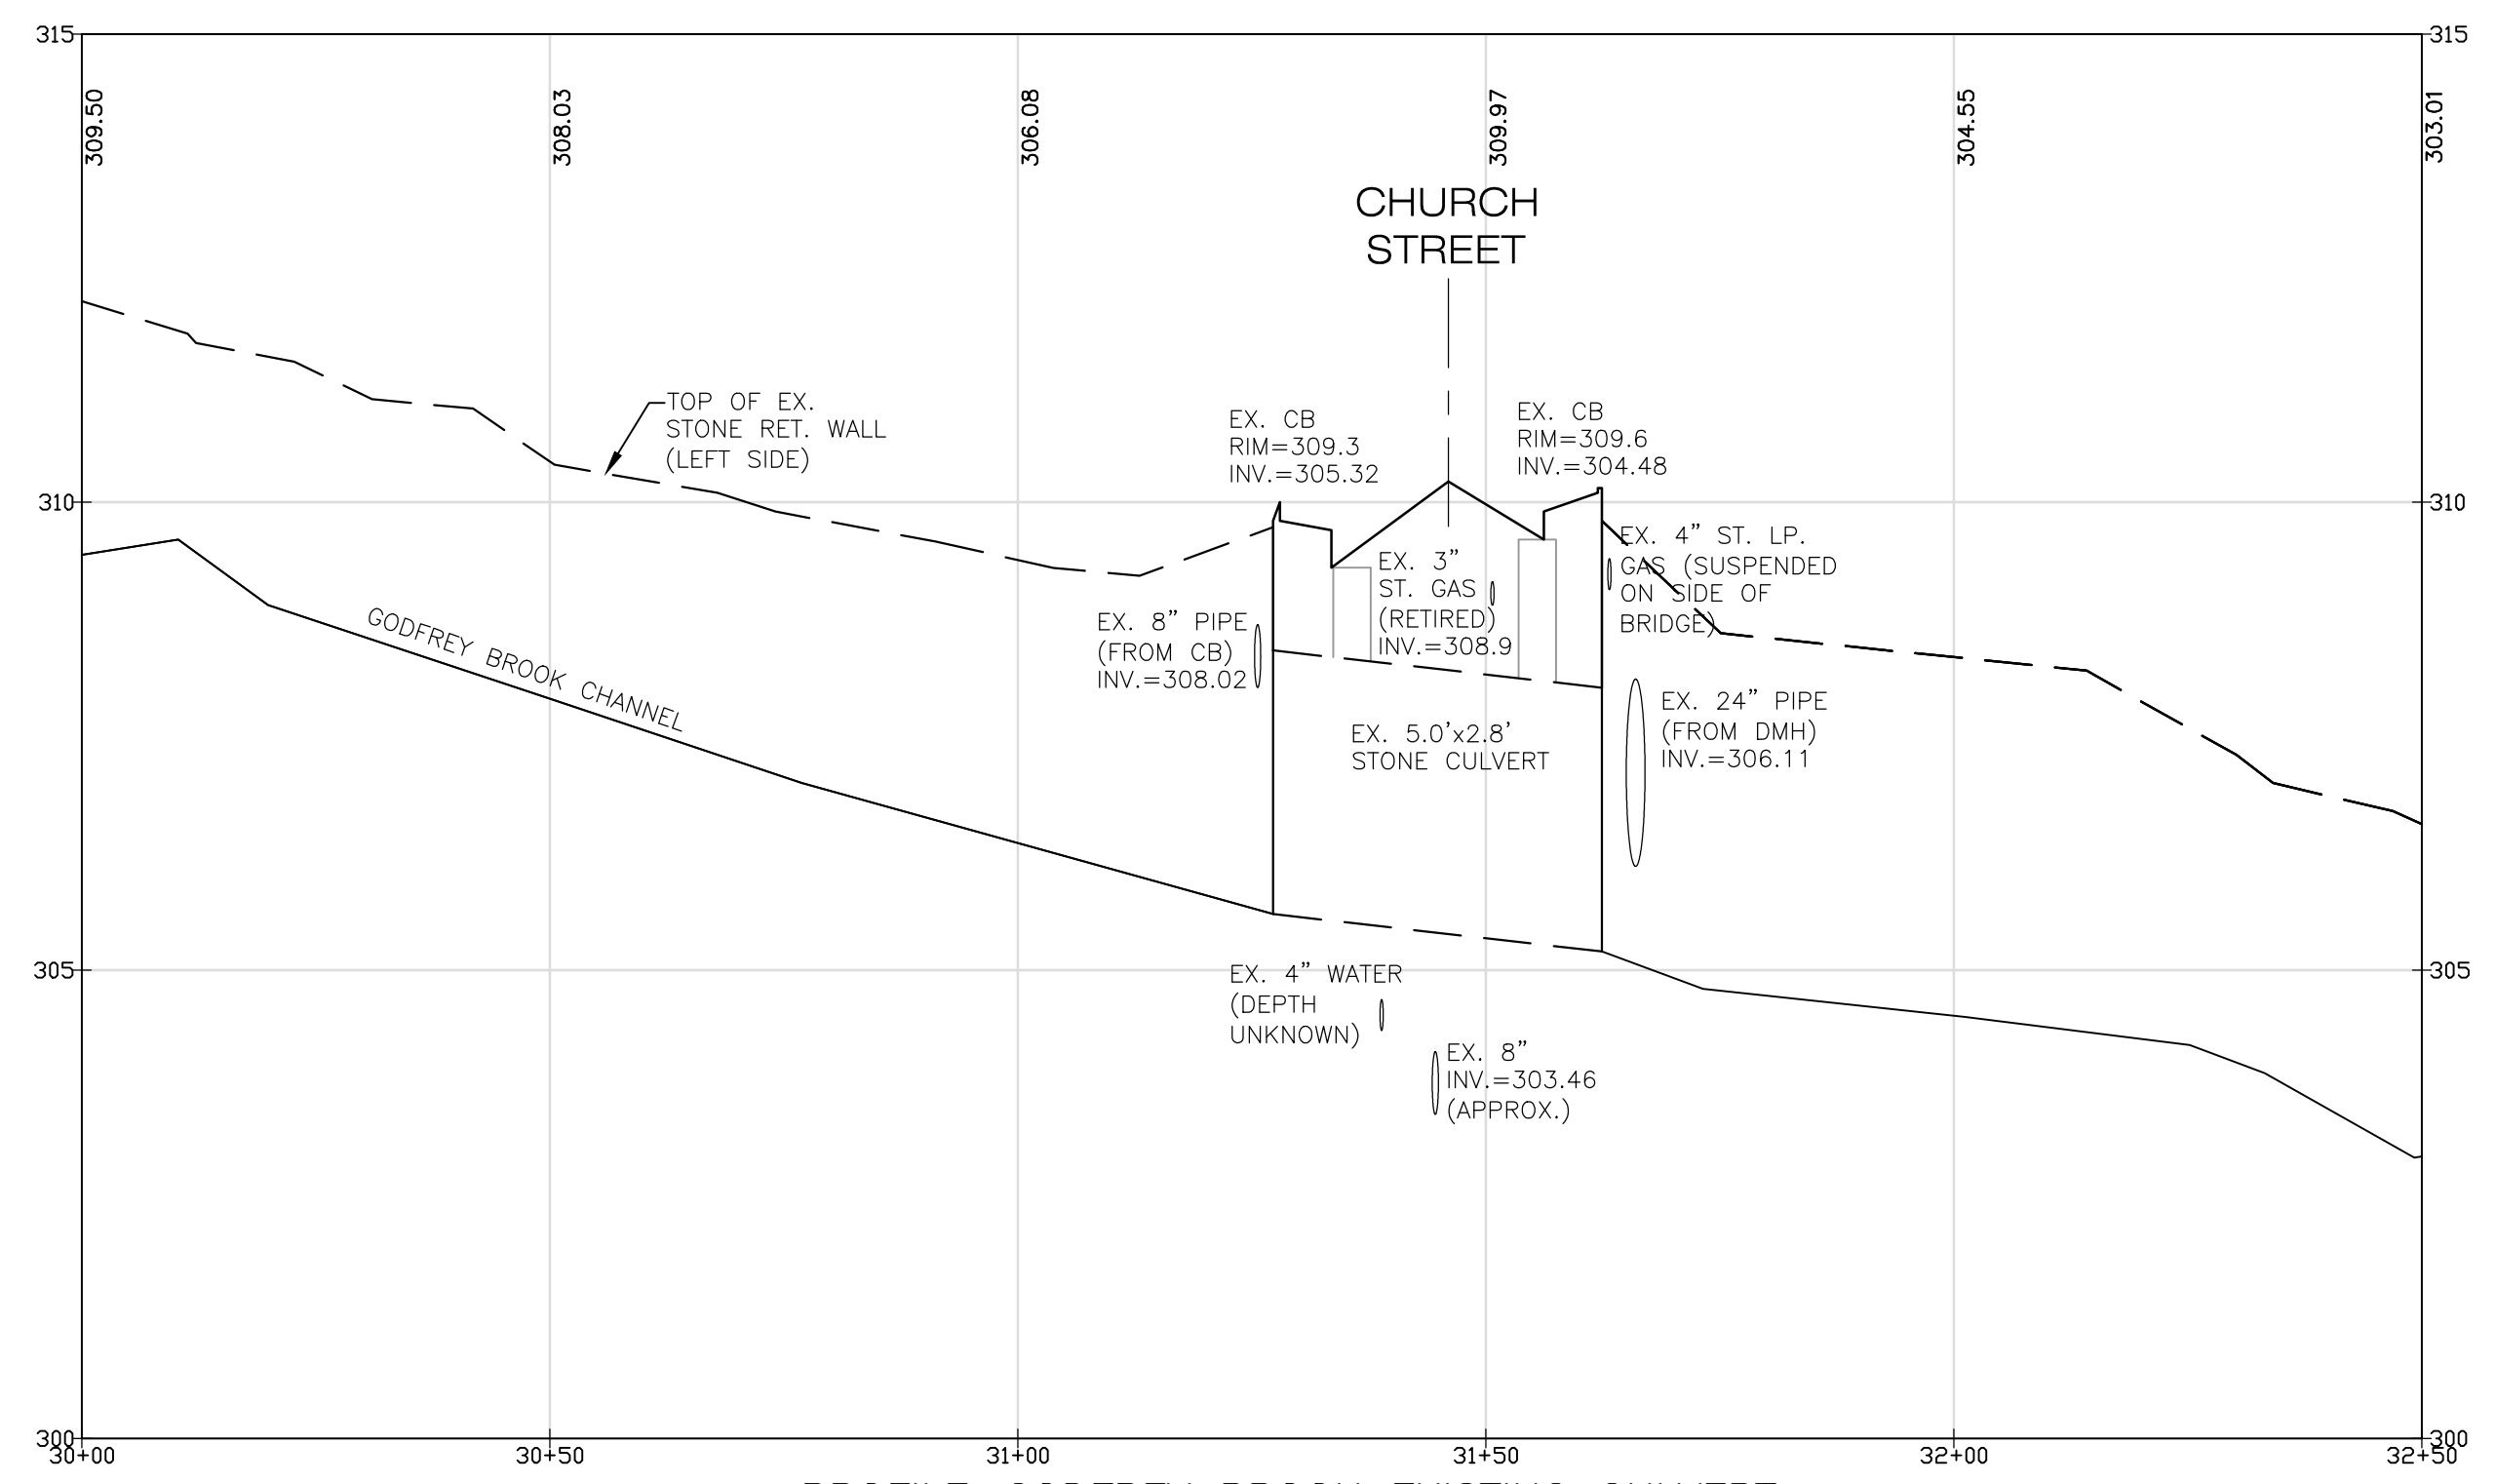 315
315
309.50
308.03
306.08
309.97
304.55
303.01
CHURCH
STREET
TOP OF EX.
STONE RET. WALL
(LEFT SIDE)
EX. CB
RIM=309.3
INV.=305.32
EX. CB
RIM=309.6
INV.=304.48
310
310
EX. 4" ST. LP.
GAS (SUSPENDED
ON SIDE OF
BRIDGE)
EX. 3"
ST. GAS
(RETIRED)
INV.=308.9
EX. 8" PIPE
(FROM CB)
INV.=308.02
GODFREY BROOK CHANNEL
EX. 24" PIPE
(FROM DMH)
INV.=306.11
EX. 5.0'x2.8'
STONE CULVERT
305
305
EX. 4" WATER
(DEPTH
UNKNOWN)
EX. 8"
INV.=303.46
(APPROX.)
300
300
30+00
30+50
31+00
31+50
32+00
32+50